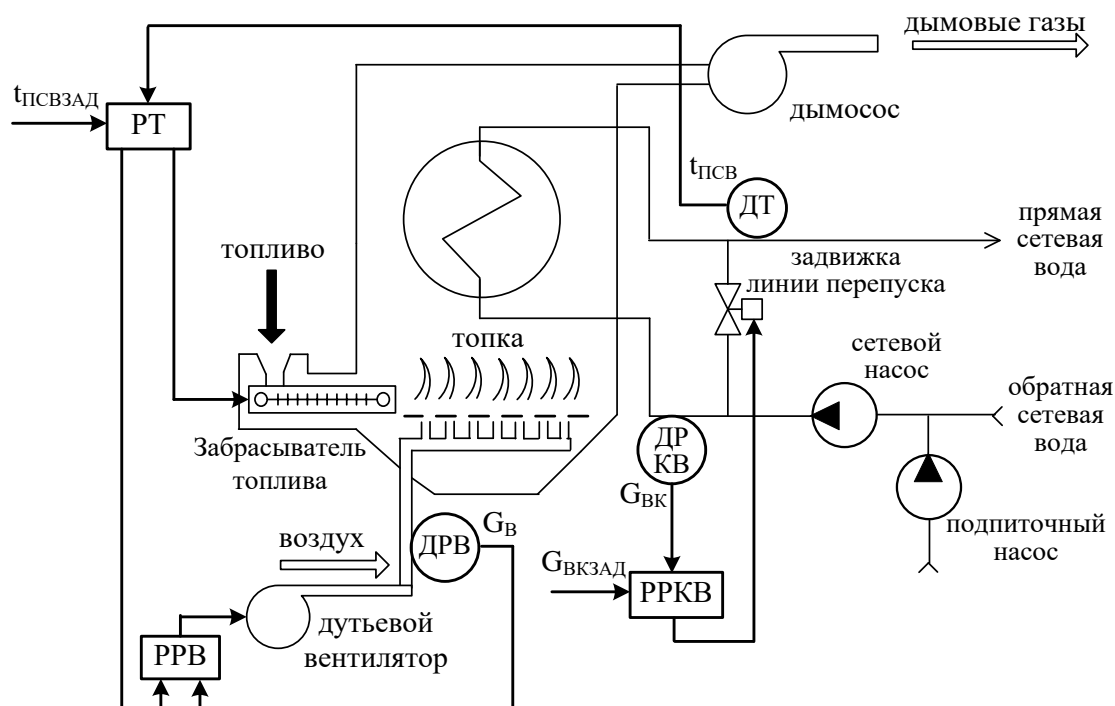 дымовые газы
tПСВЗАД
РТ
дымосос
tПСВ
ДТ
прямая
сетевая
вода
топливо
задвижка
линии перепуска
топка
сетевой
насос
обратная
сетевая
вода
Забрасыватель
топлива
ДР
КВ
GВК
подпиточный
насос
воздух
ДРВ
GВ
GВКЗАД
РРКВ
дутьевой
вентилятор
РРВ